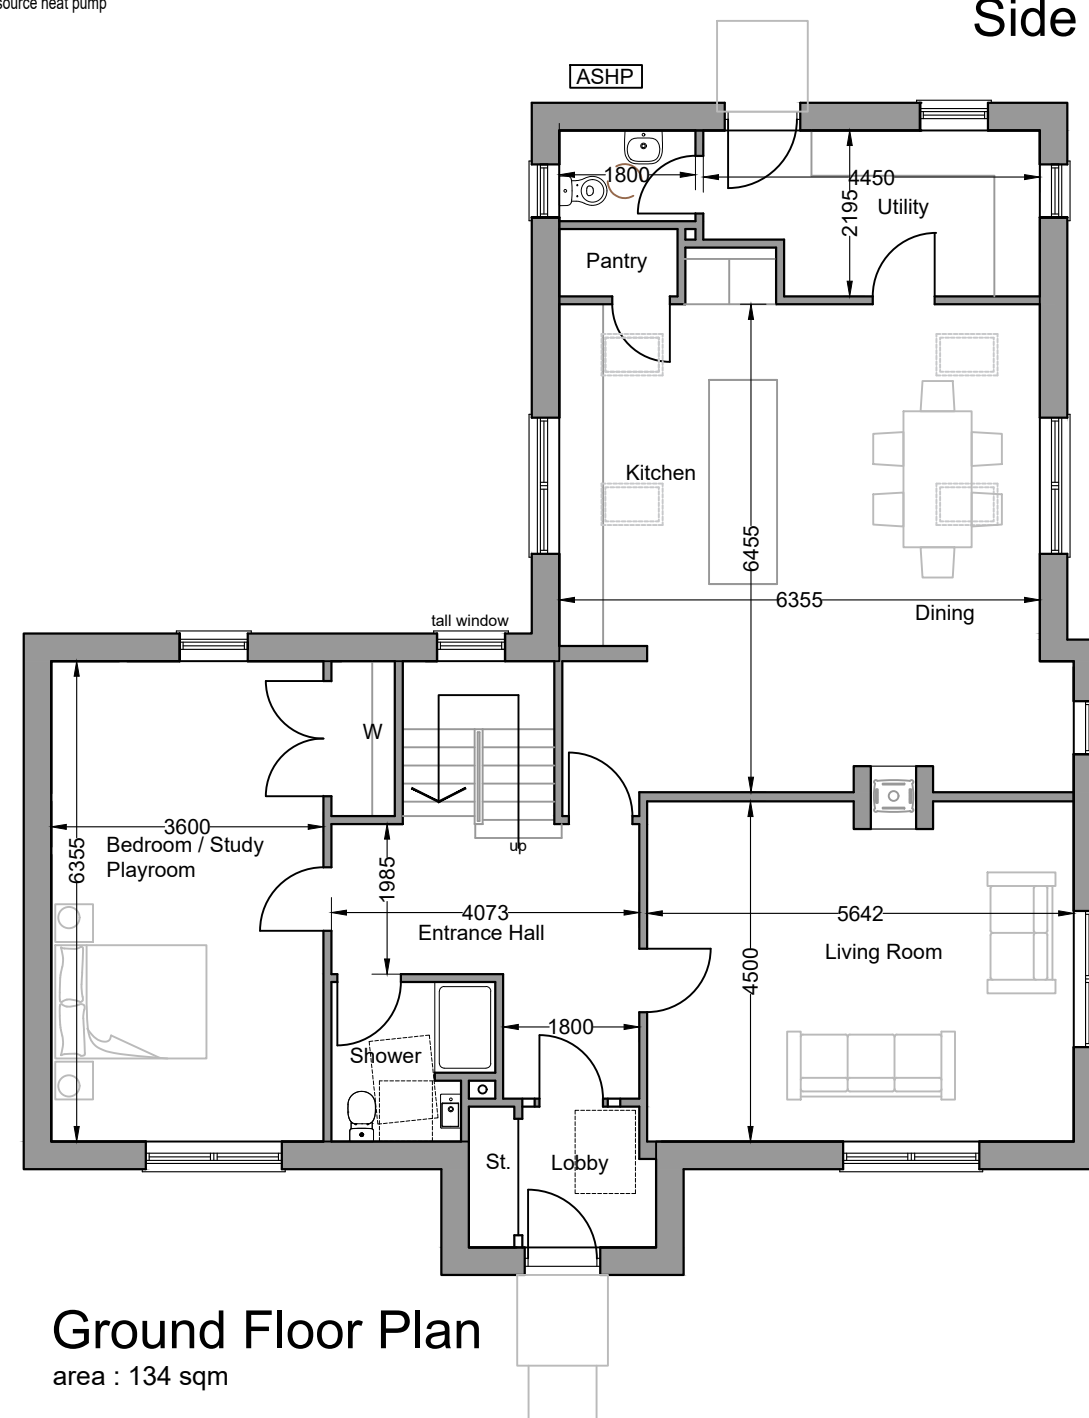 source heat pump
Side
ASHP
1800
4450
2195
Utility
Pantry
Kitchen
6455
6355
Dining
tall window
W
3600
Bedroom / Study
Playroom
6355
up
1985
4073
Entrance Hall
5642
Living Room
4500
1800
Shower
St.
Lobby
Ground Floor Plan
area : 134 sqm